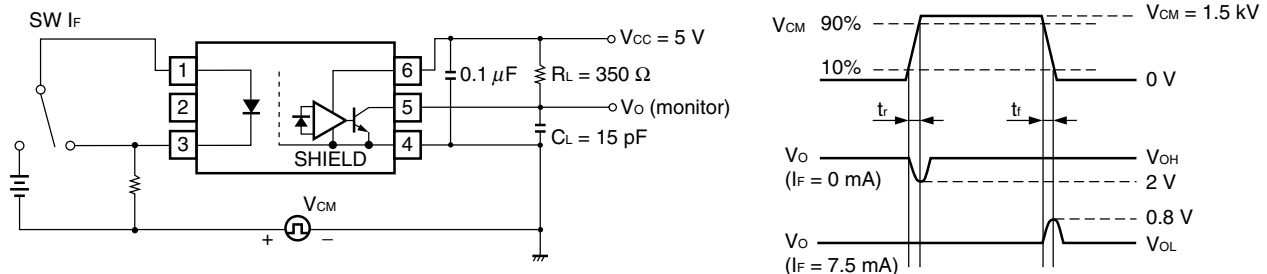 SW IF
1
2
3
SHIELD
6
5
4
0.1 μF
VCC = 5 V
RL = 350 Ω
VO (monitor)
CL = 15 pF
VCM
+ −
VCM 90%
10%
VCM = 1.5 kV
0 V
tr
tf
VO
(IF = 0 mA)
VOH
2 V
0.8 V
VO
(IF = 7.5 mA)
VOL